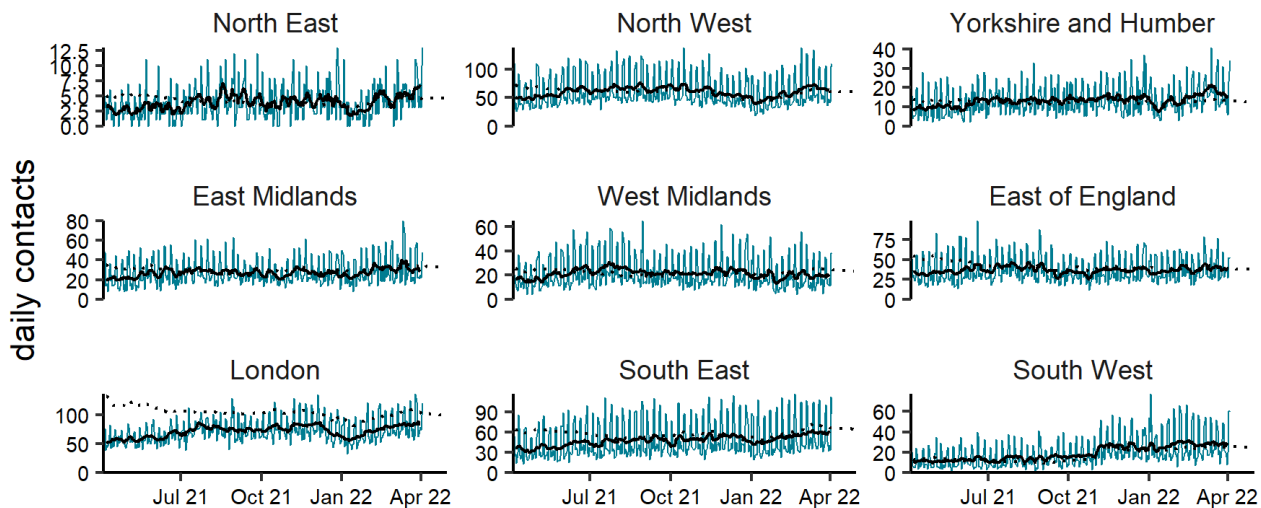 North East
North West
Yorkshire and Humber
12.5
10.0
7.5
5.0
2.5
0.0
100
50
0
40
30
20
10
0
daily contacts
East Midlands
West Midlands
East of England
80
60
40
20
0
60
40
20
0
75
50
25
0
London
South East
South West
100
50
0
90
60
30
0
60
40
20
0
Jul 21 Oct 21 Jan 22 Apr 22
Jul 21 Oct 21 Jan 22 Apr 22
Jul 21 Oct 21 Jan 22 Apr 22